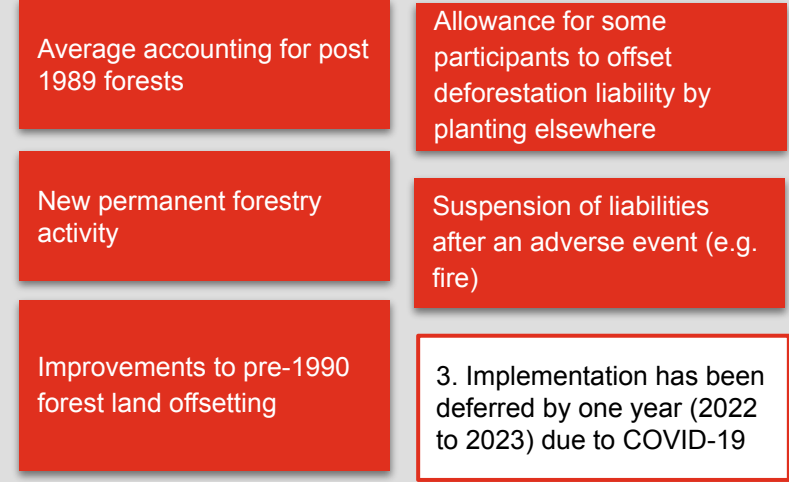 Average accounting for post
1989 forests
Allowance for some
participants to offset
deforestation liability by
planting elsewhere
New permanent forestry
activity
Suspension of liabilities
after an adverse event (e.g.
fire)
Improvements to pre-1990
forest land offsetting
3. Implementation has been
deferred by one year (2022
to 2023) due to COVID-19